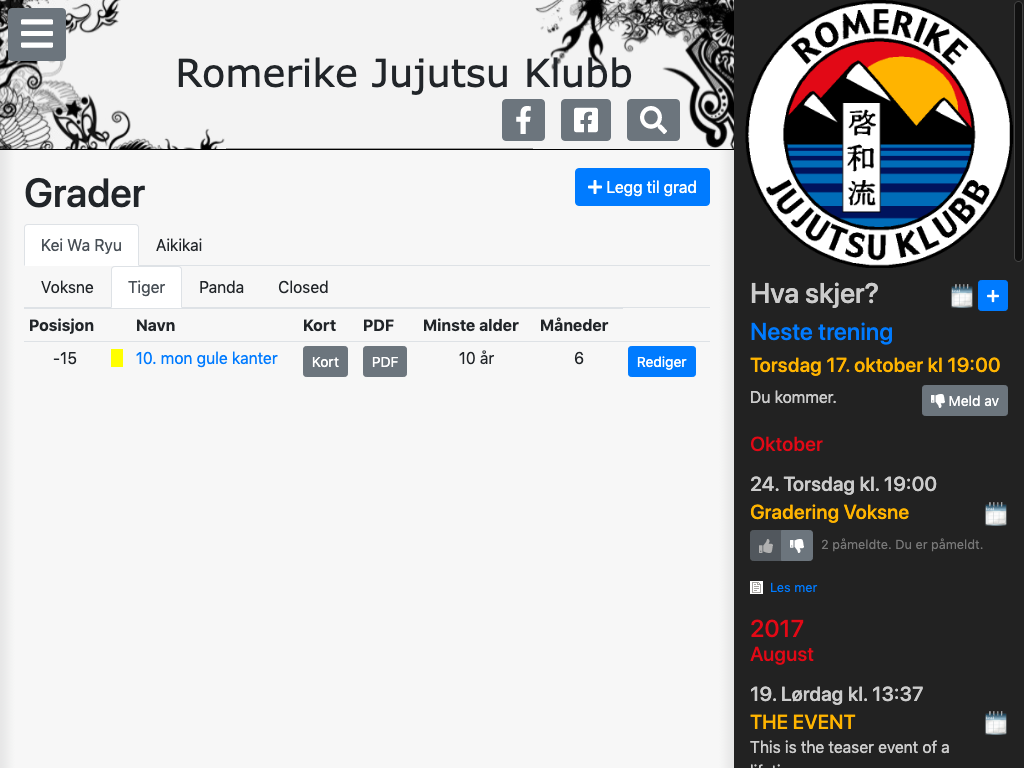 Romerike Jujutsu Klubb
Grader
Legg til grad
Kei Wa Ryu Aikikai
Voksne Tiger Panda Closed
Posisjon Navn Kort PDF Minste alder Måneder
-15 10. mon gule kanter Kort PDF 10 år 6 Rediger
ROMERIKE
啓和流
JUJUTSU KLUBB
Hva skjer?
Neste trening
Torsdag 17. oktober kl 19:00
Du kommer. Meld av
Oktober
24. Torsdag kl. 19:00
Gradering Voksne
2 påmeldte. Du er påmeldt.
Les mer
2017
August
19. Lørdag kl. 13:37
THE EVENT
This is the teaser event of a